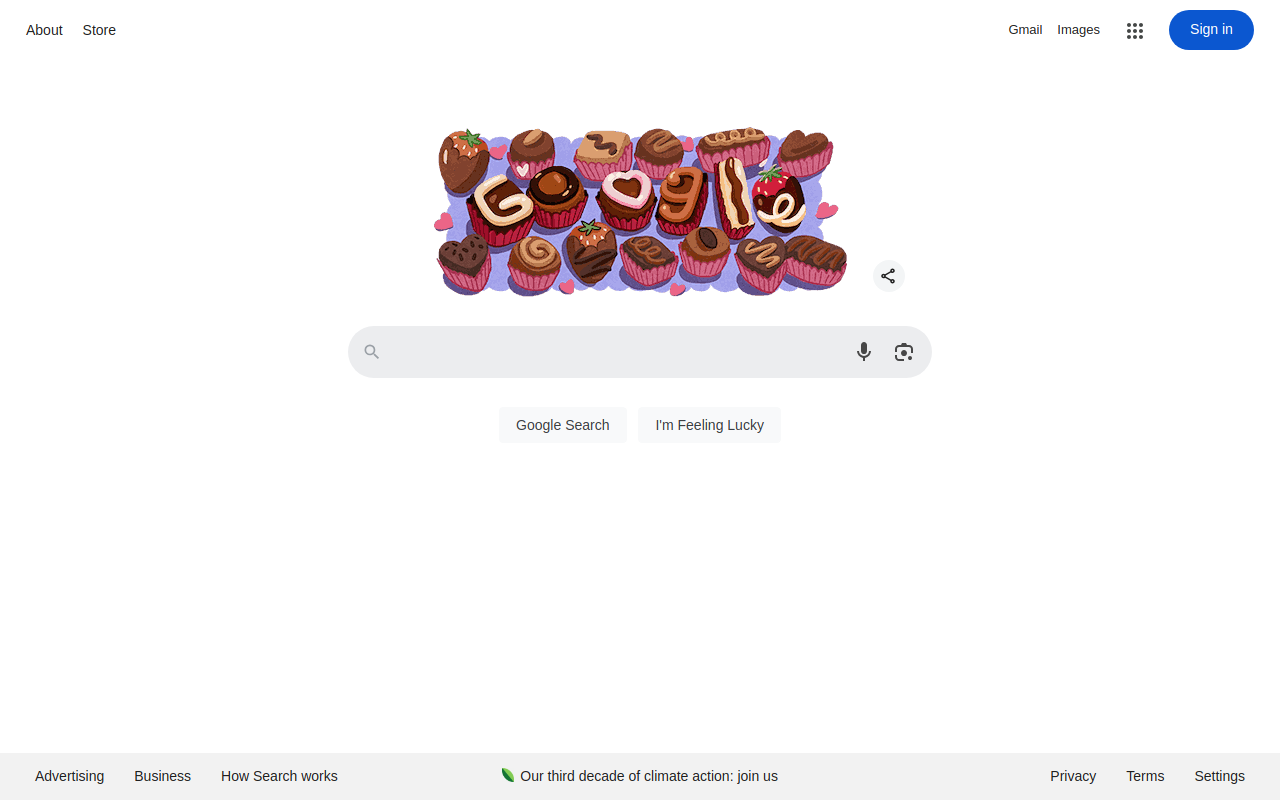 About Store
Gmail Images Sign in
Google
Google Search I'm Feeling Lucky
Advertising Business How Search works
Our third decade of climate action: join us
Privacy Terms Settings